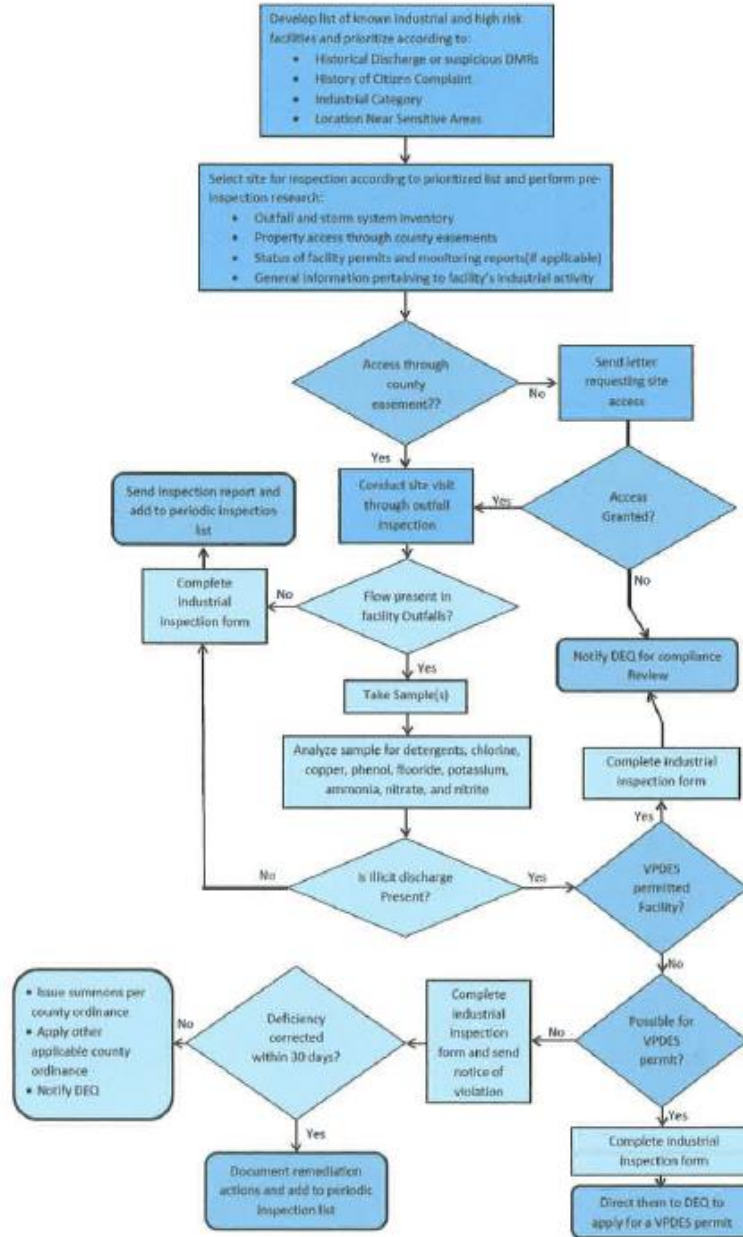 Develop list of known industrial and high risk
facilities and prioritize according to:
• Historical Discharge or suspicious DMRs
• History of Citizen Complaint
• Industrial Category
• Location Near Sensitive Areas
Select site for inspection according to prioritized list and perform pre-
inspection research:
• Outfall and storm system inventory
• Property access through county easements
• Status of facility permits and monitoring reports(if applicable)
• General information pertaining to facility's industrial activity
Access through
county
easement??
No
Send letter
requesting site
access
Yes
Send inspection report and
add to periodic inspection
list
Conduct site visit
through outfall
inspection
Yes
Access
Granted?
Complete
industrial
inspection form
No
Flow present in
facility Outfalls?
No
Notify DEQ for compliance
Review
Yes
Take Sample(s)
Analyze sample for detergents, chlorine,
copper, phenol, fluoride, potassium,
ammonia, nitrate, and nitrite
Complete industrial
inspection form
Yes
No
Is illicit discharge
Present?
Yes
VPDES
permitted
Facility?
No
• Issue summons per
county ordinance
• Apply other
applicable county
ordinance
• Notify DEQ
No
Deficiency
corrected
within 30 days?
Complete
industrial
inspection
form and send
notice of
violation
No
Possible for
VPDES
permit?
Yes
Yes
Document remediation
actions and add to periodic
inspection list
Complete industrial
inspection form
Direct them to DEQ to
apply for a VPDES permit